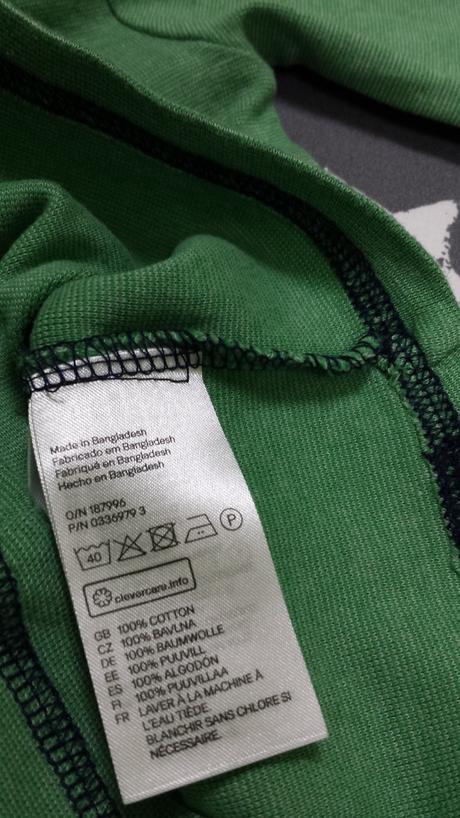 Made in Bangladesh
Fabricado em Bangladesh
Fabriqué en Bangladesh
Hecho en Bangladesh
O/N 187996
P/N 0336979 3
40 P
clevercare.info
GB 100% COTTON
CZ 100% BAVLNA
DE 100% BAUMWOLLE
EE 100% PUUVILL
ES 100% ALGODÓN
FI 100% PUUVILLAA
FR LAVER À LA MACHINE À
L'EAU TIÈDE.
BLANCHIR SANS CHLORE SI
NÉCESSAIRE.